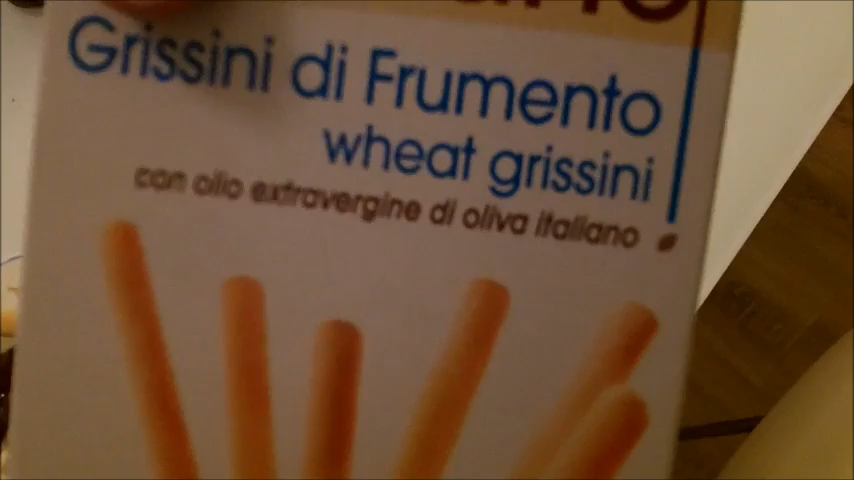 Grissini di Frumento
wheat grissini
con olio extravergine di oliva italiano